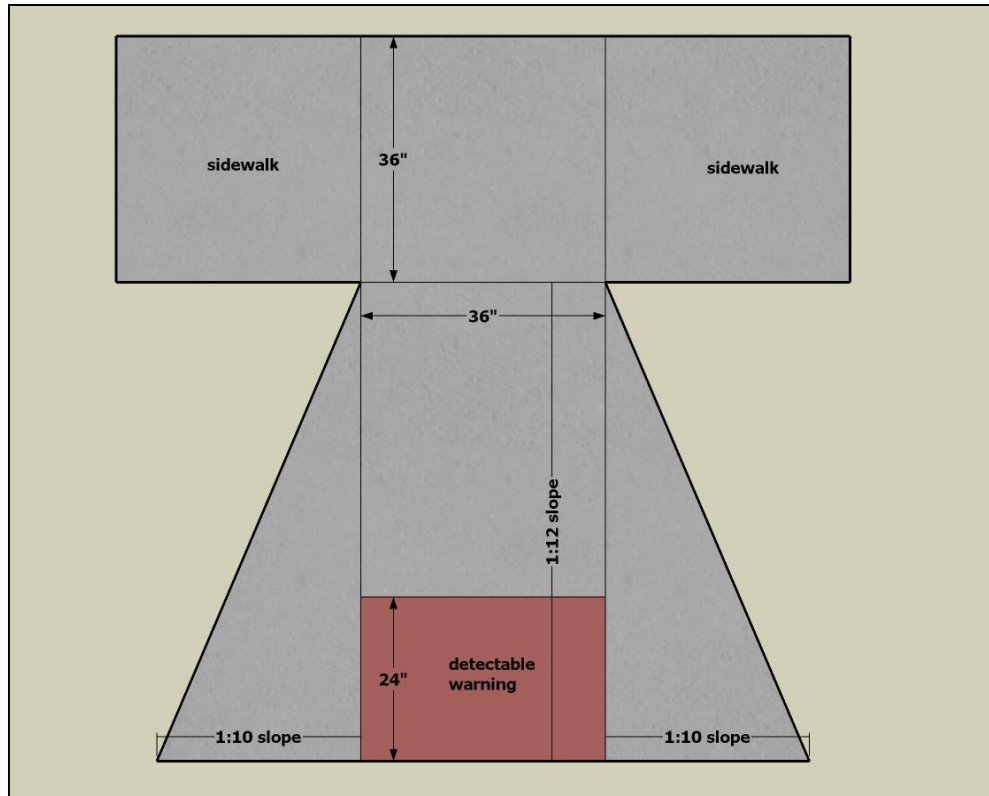 36"
sidewalk
sidewalk
36"
1:12 slope
detectable
warning
24"
1:10 slope
1:10 slope